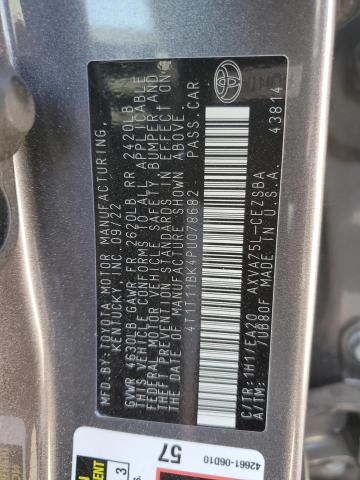 MFD.BY:TOYOTA MOTOR MANUFACTURING,
KENTUCKY, INC. 09/22
GVWR 4630LB GAWR FR 2620LB RR 2420LB
THIS VEHICLE CONFORMS TO ALL APPLICABLE
FEDERAL MOTOR VEHICLE SAFETY BUMPER, AND
THEFT PREVENTION STANDARDS IN EFFECT ON
THE DATE OF MANUFACTURE SHOWN ABOVE.
4T1T11BK4PU078682 PASS.CAR
C/TR: 1H1/EA20 AXVA25L-CEZSBA
A/TM: /UB80F MADE IN U.S.A.
43814
42661-06D10
57